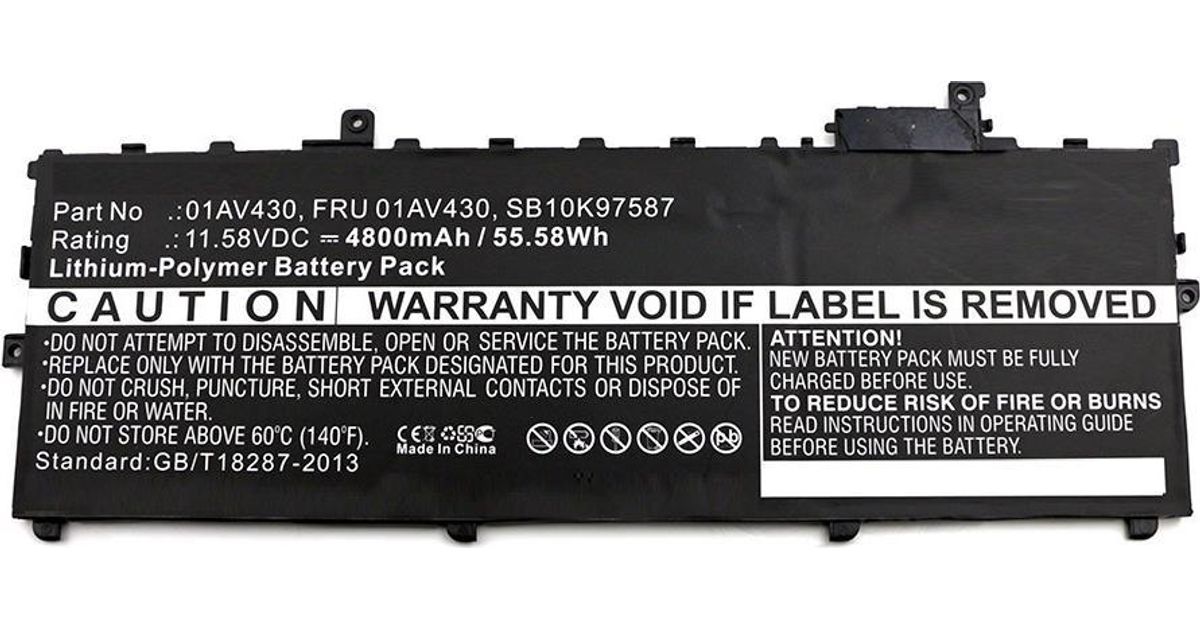 Part No .:01AV430, FRU 01AV430, SB10K97587
Rating .:11.58VDC ⎓ 4800mAh / 55.58Wh
Lithium-Polymer Battery Pack
CAUTION WARRANTY VOID IF LABEL IS REMOVED
•DO NOT ATTEMPT TO DISASSEMBLE, OPEN OR SERVICE THE BATTERY PACK.
•REPLACE ONLY WITH THE BATTERY PACK DESIGNATED FOR THIS PRODUCT.
•DO NOT CRUSH, PUNCTURE, SHORT EXTERNAL CONTACTS OR DISPOSE OF
IN FIRE OR WATER.
•DO NOT STORE ABOVE 60°C (140°F).
Standard:GB/T18287-2013
CE
Made In China
Pb
ATTENTION!
NEW BATTERY PACK MUST BE FULLY
CHARGED BEFORE USE.
TO REDUCE RISK OF FIRE OR BURNS
READ INSTRUCTIONS IN OPERATING GUIDE
BEFORE USING THE BATTERY.